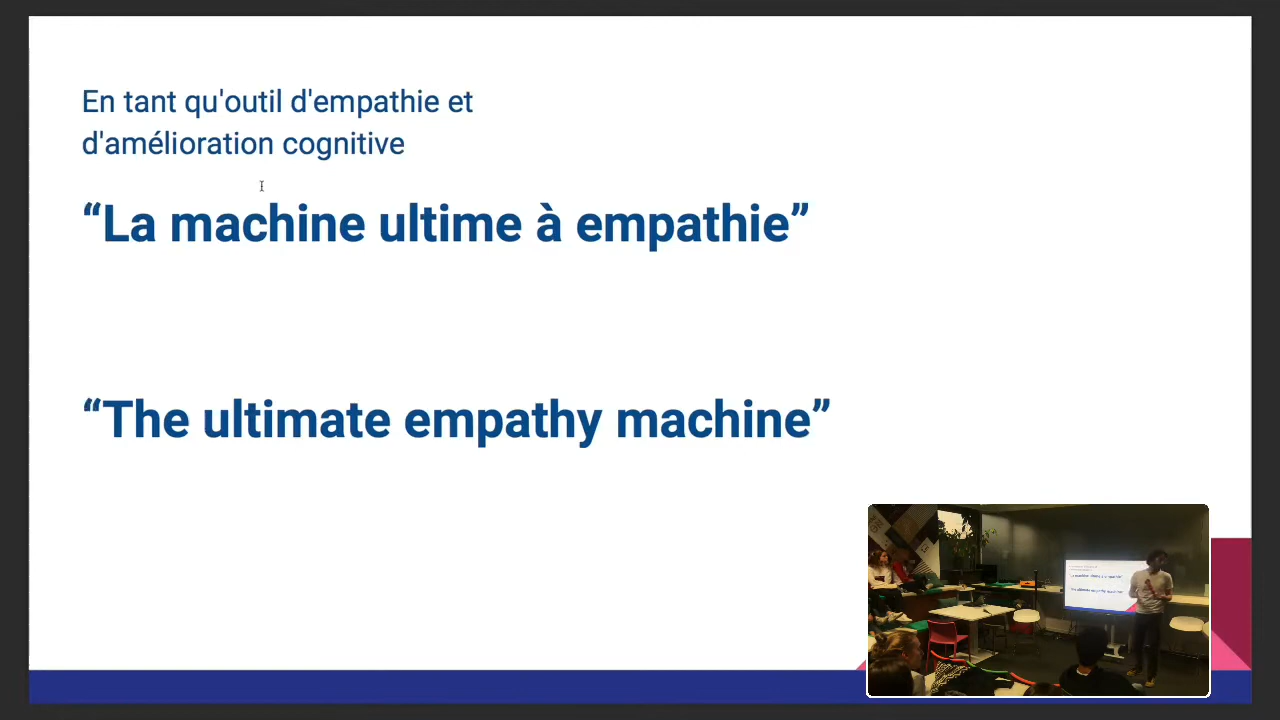 En tant qu'outil d'empathie et
d'amélioration cognitive
“La machine ultime à empathie”
“The ultimate empathy machine”